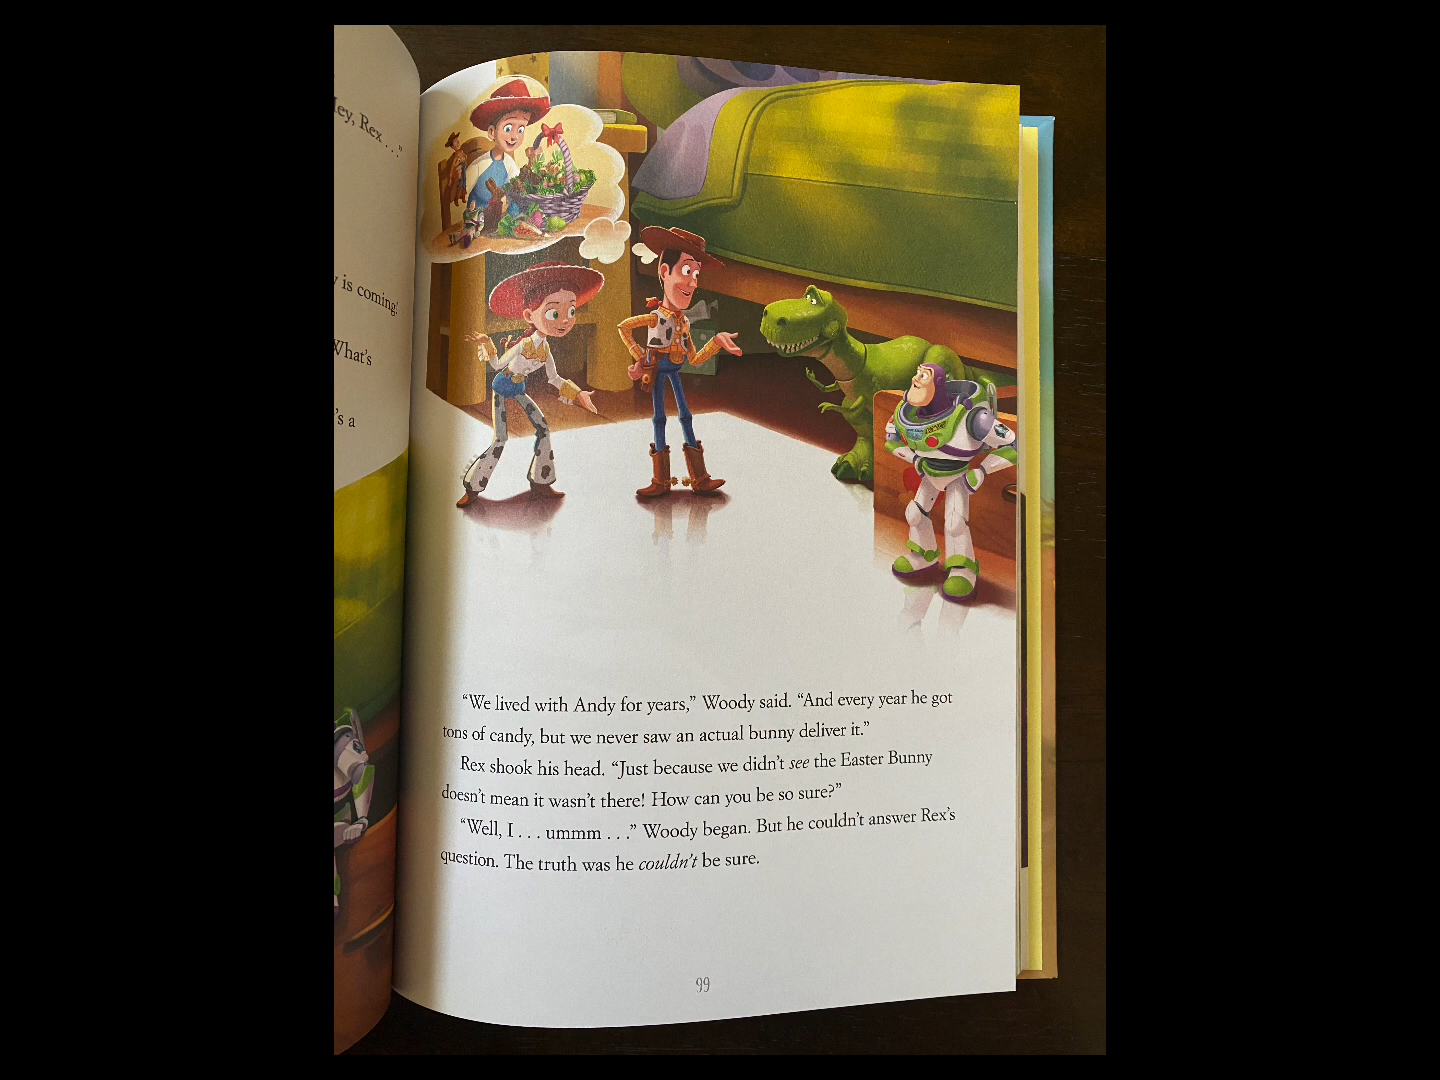 Hey, Rex . . ."
is coming!
What's
's a
"We lived with Andy for years," Woody said. "And every year he got
tons of candy, but we never saw an actual bunny deliver it."
Rex shook his head. "Just because we didn't see the Easter Bunny
doesn't mean it wasn't there! How can you be so sure?"
"Well, I . . . ummm . . ." Woody began. But he couldn't answer Rex's
question. The truth was he couldn't be sure.
99